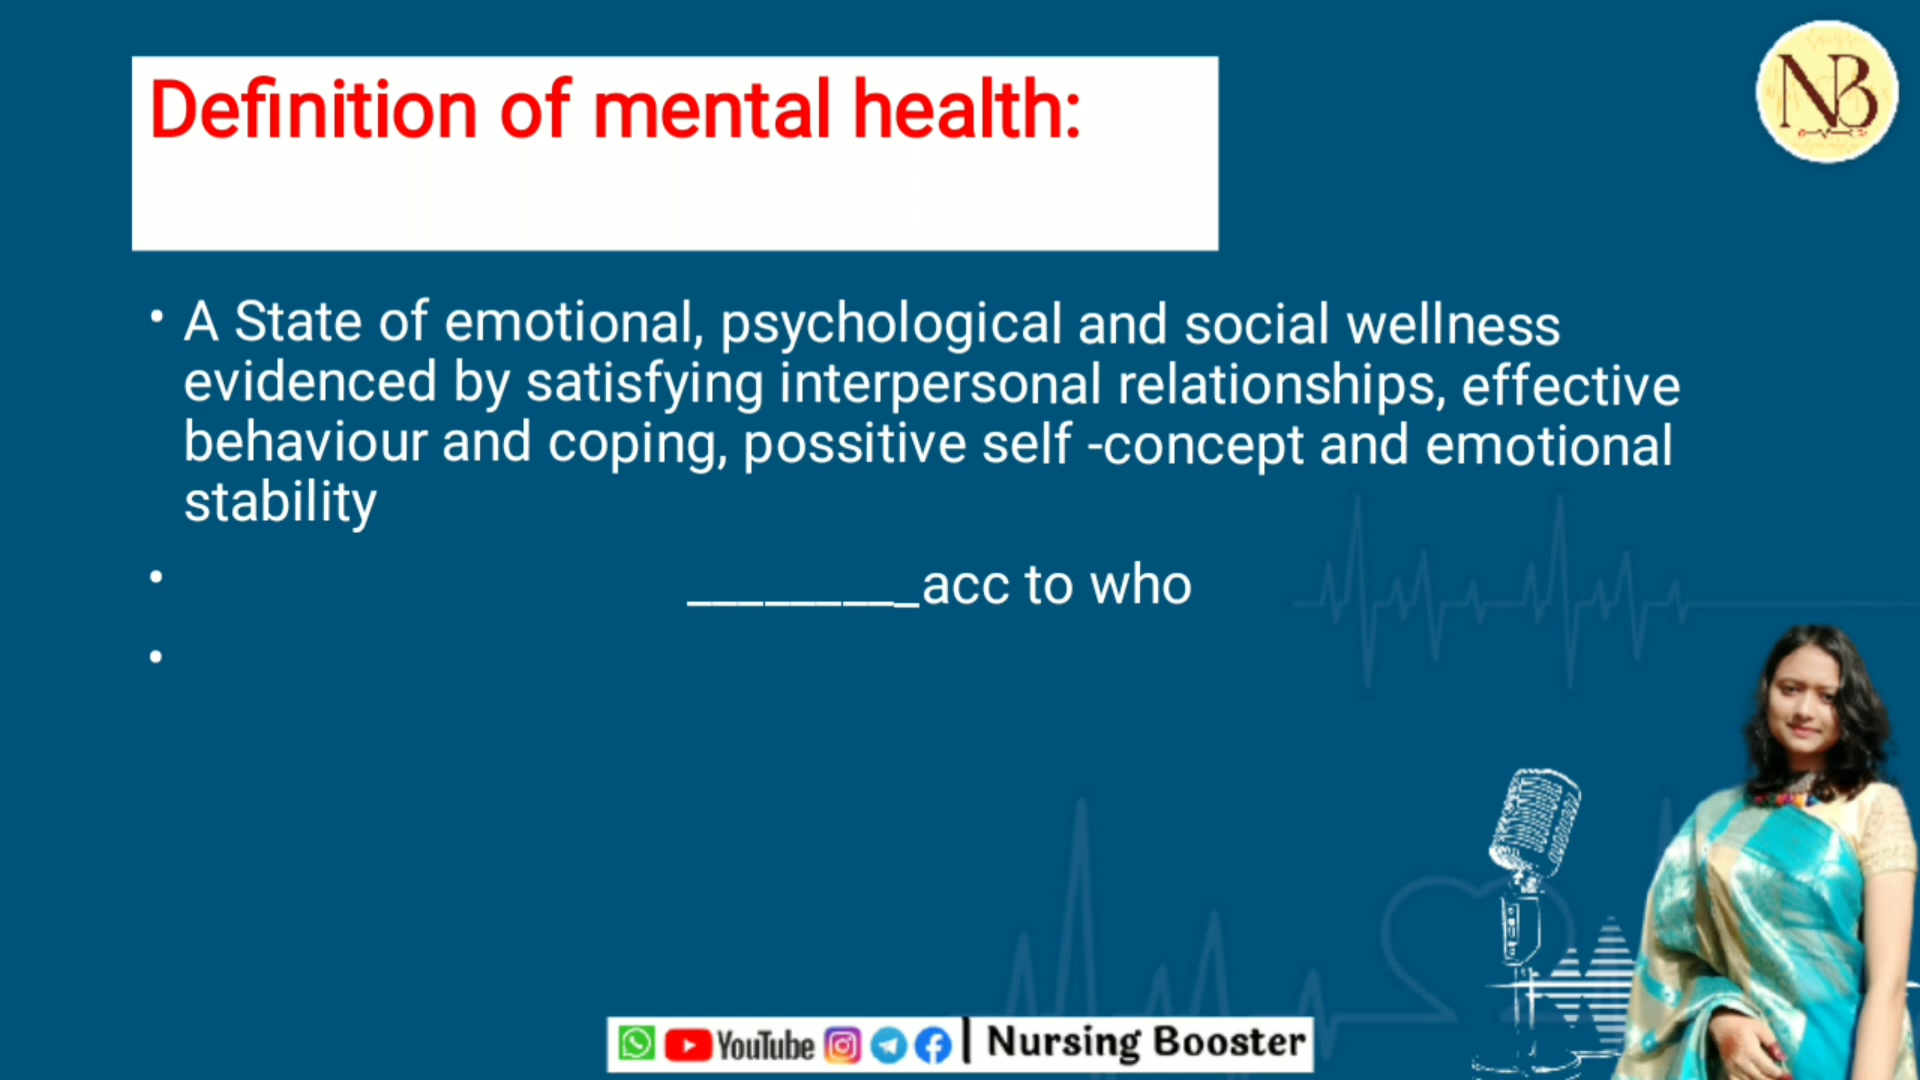 Definition of mental health:
NB
• A State of emotional, psychological and social wellness
evidenced by satisfying interpersonal relationships, effective
behaviour and coping, possitive self -concept and emotional
stability
• _________acc to who
•
YouTube | Nursing Booster